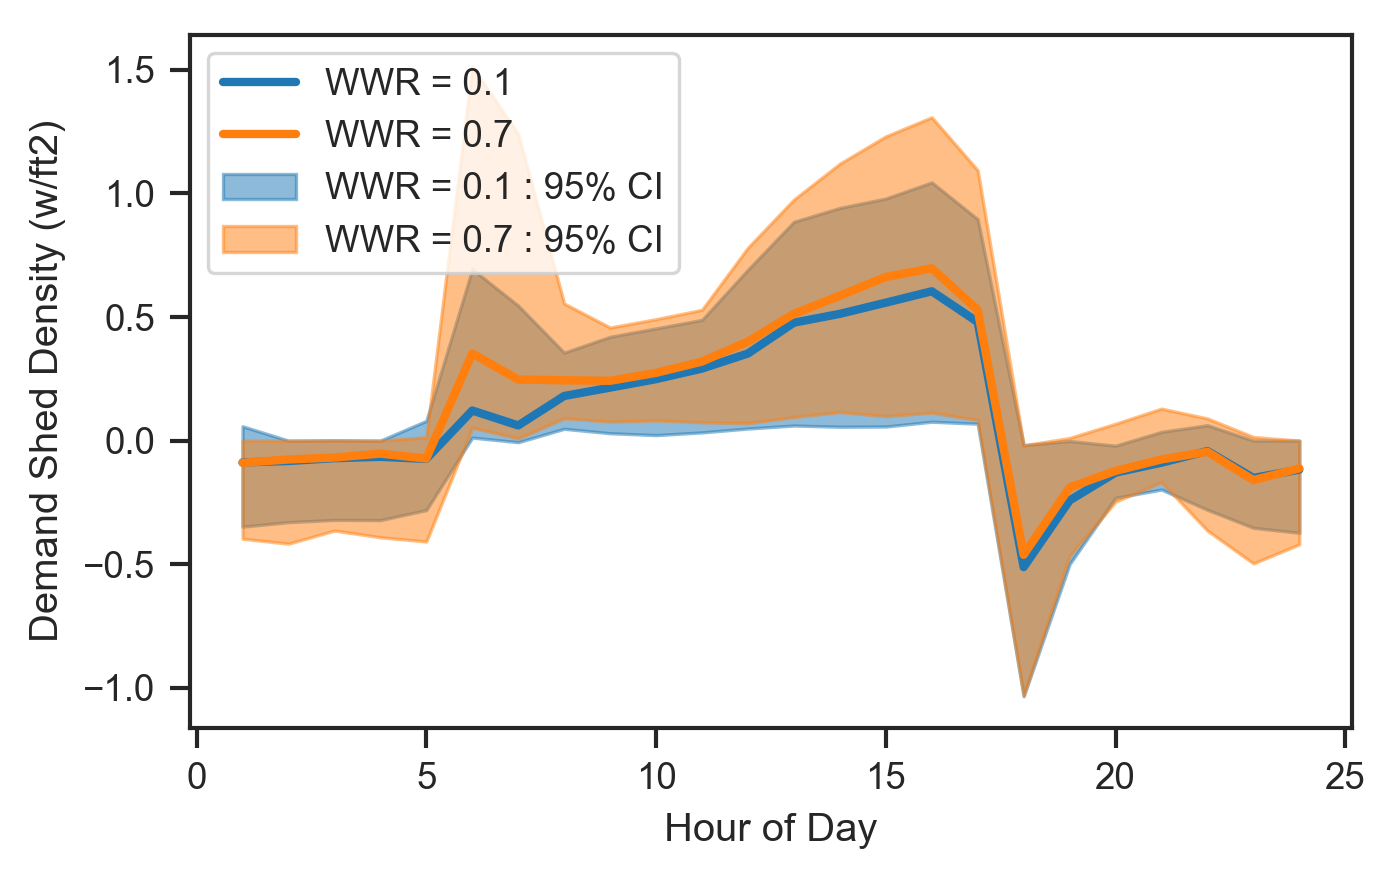 WWR = 0.1
WWR = 0.7
WWR = 0.1 : 95% CI
WWR = 0.7 : 95% CI
Demand Shed Density (w/ft2)
1.5
1.0
0.5
0.0
−0.5
−1.0
0 5 10 15 20 25
Hour of Day